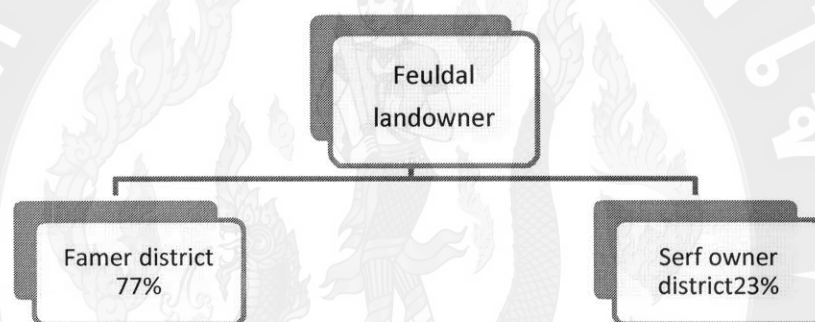 Feuldal
landowner
Famer district
77%
Serf owner
district23%